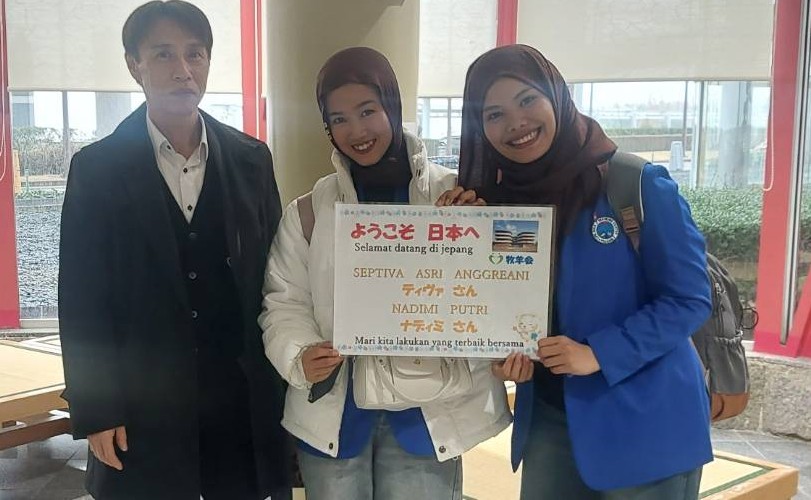 ようこそ 日本へ
Selamat datang di jepang
牧羊会
SEPTIVA ASRI ANGGREANI
ティヴァ さん
NADIMI PUTRI
ナディミ さん
Mari kita lakukan yang terbaik bersama